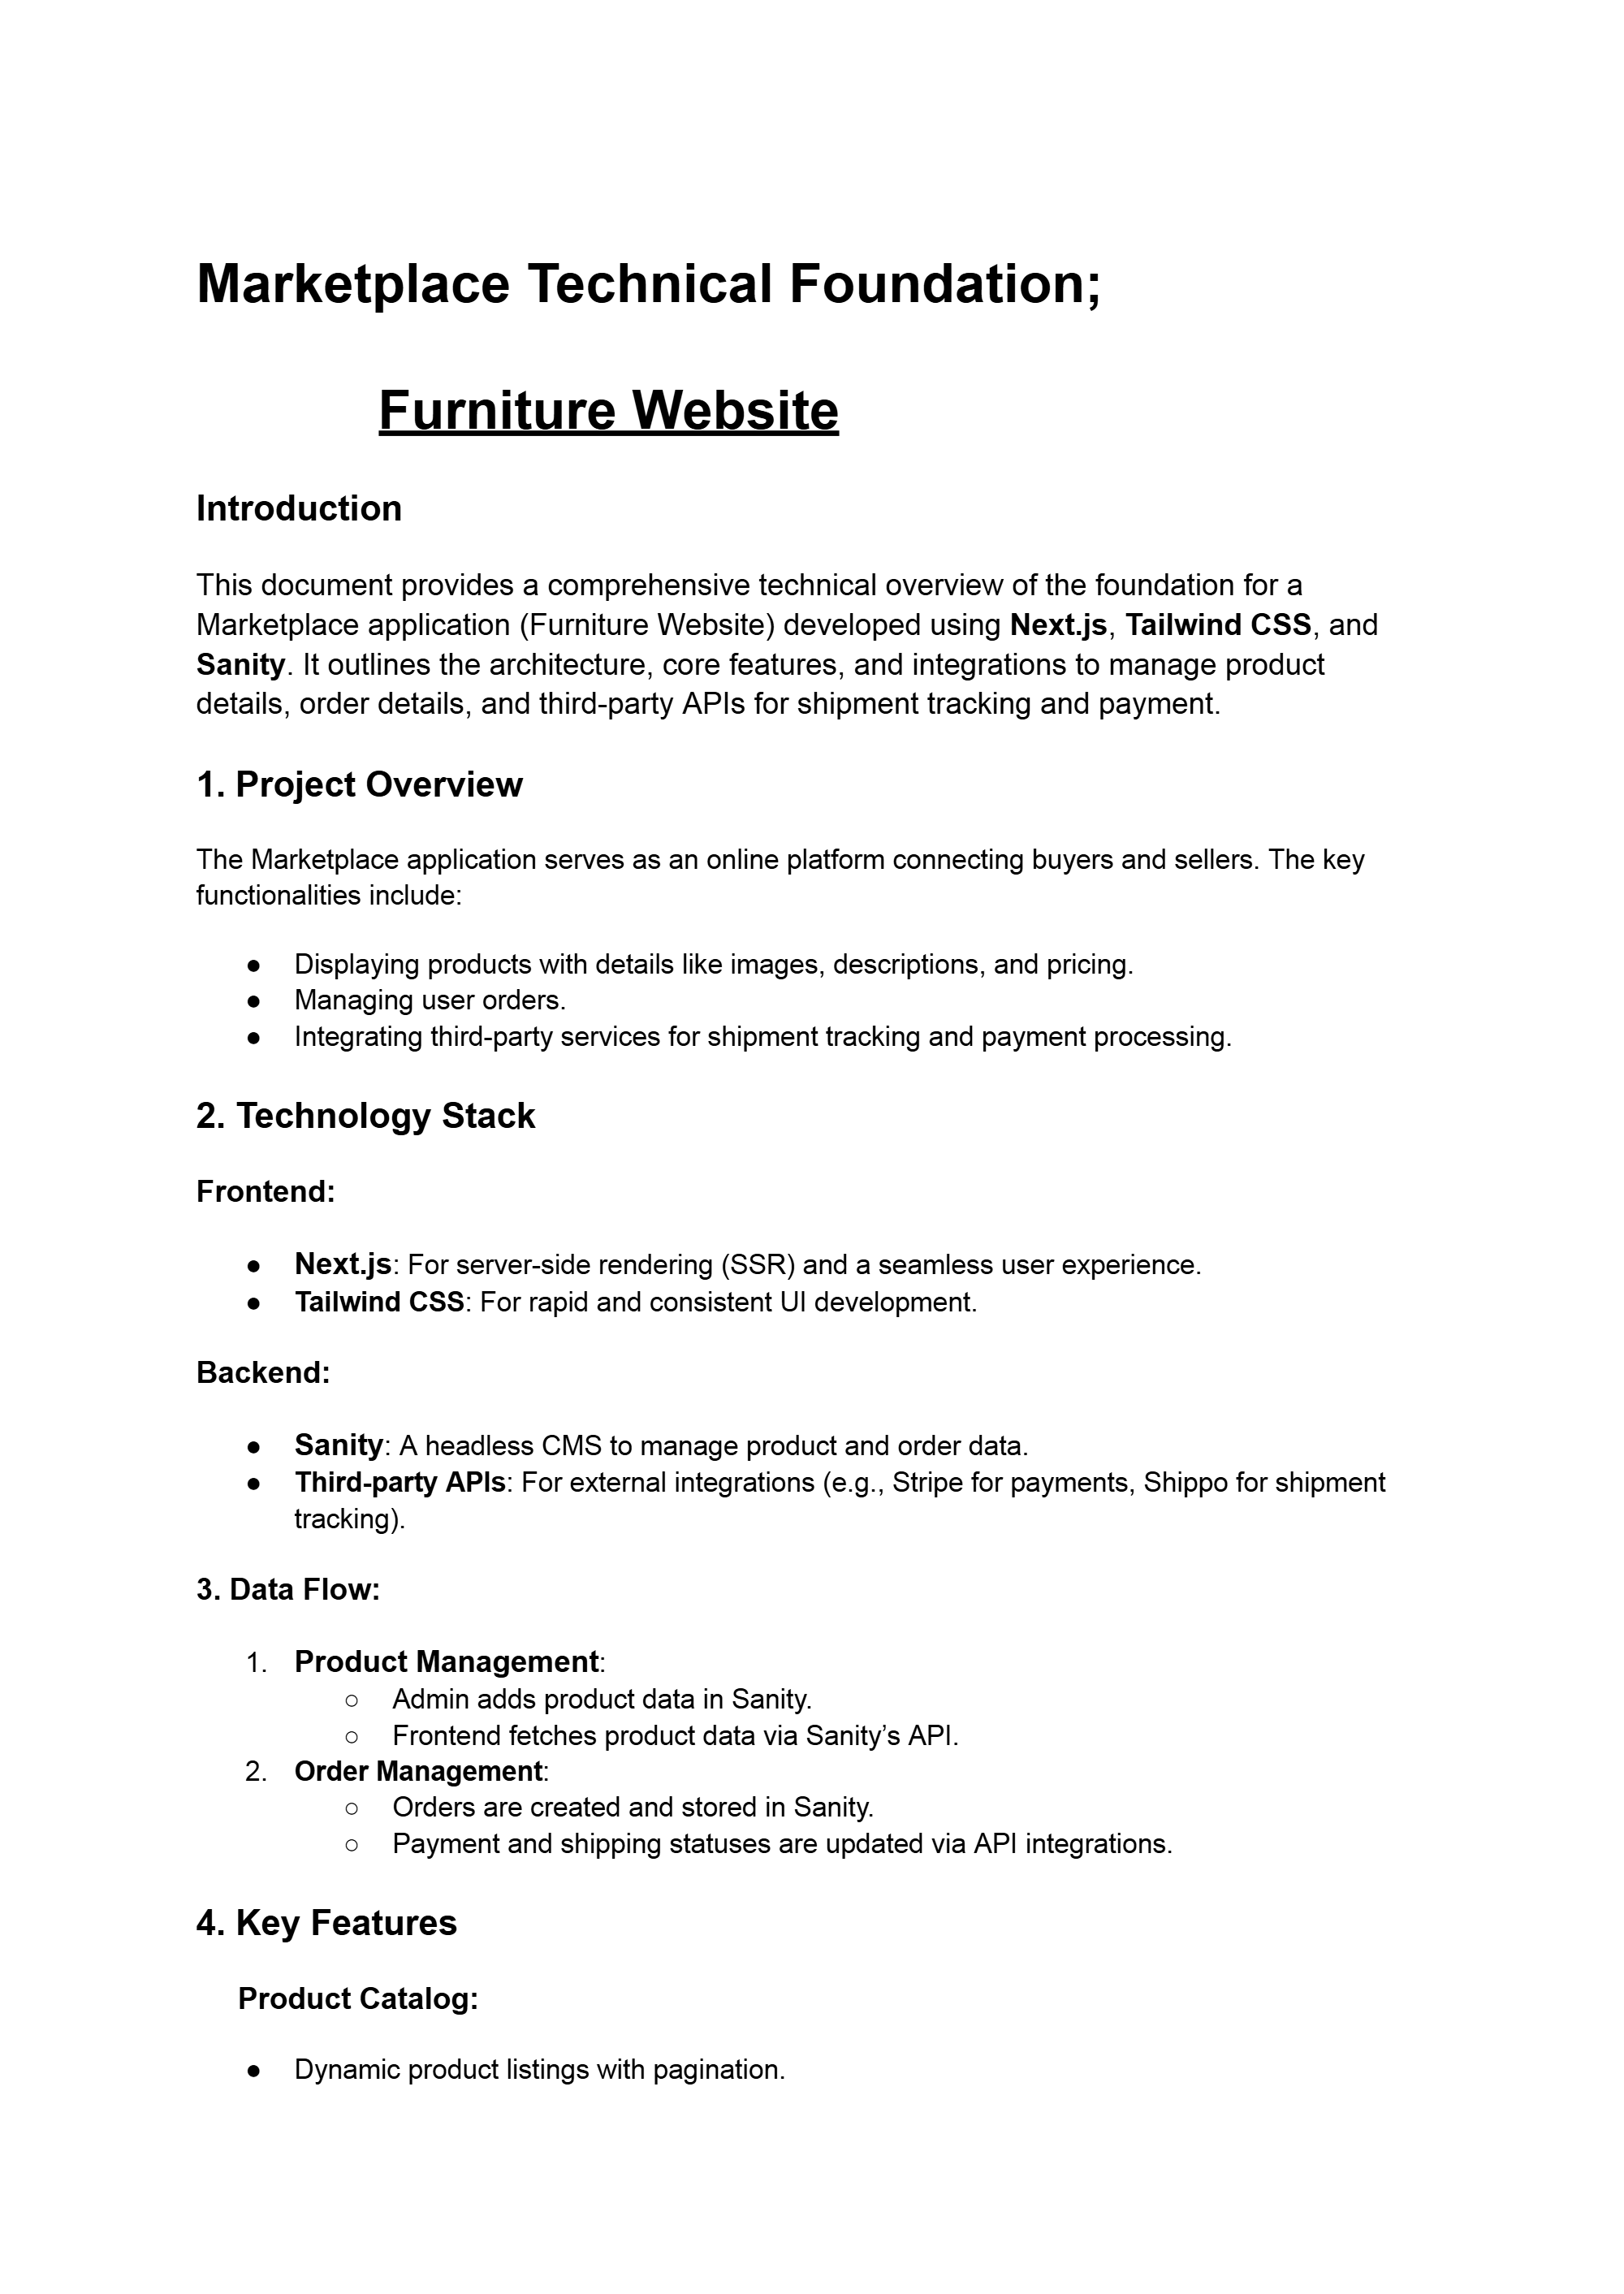 Marketplace Technical Foundation;
Furniture Website
Introduction
This document provides a comprehensive technical overview of the foundation for a
Marketplace application (Furniture Website) developed using Next.js, Tailwind CSS, and
Sanity. It outlines the architecture, core features, and integrations to manage product
details, order details, and third-party APIs for shipment tracking and payment.
1. Project Overview
The Marketplace application serves as an online platform connecting buyers and sellers. The key
functionalities include:
● Displaying products with details like images, descriptions, and pricing.
● Managing user orders.
● Integrating third-party services for shipment tracking and payment processing.
2. Technology Stack
Frontend:
● Next.js: For server-side rendering (SSR) and a seamless user experience.
● Tailwind CSS: For rapid and consistent UI development.
Backend:
● Sanity: A headless CMS to manage product and order data.
● Third-party APIs: For external integrations (e.g., Stripe for payments, Shippo for shipment
tracking).
3. Data Flow:
1. Product Management:
○ Admin adds product data in Sanity.
○ Frontend fetches product data via Sanity’s API.
2. Order Management:
○ Orders are created and stored in Sanity.
○ Payment and shipping statuses are updated via API integrations.
4. Key Features
Product Catalog:
● Dynamic product listings with pagination.